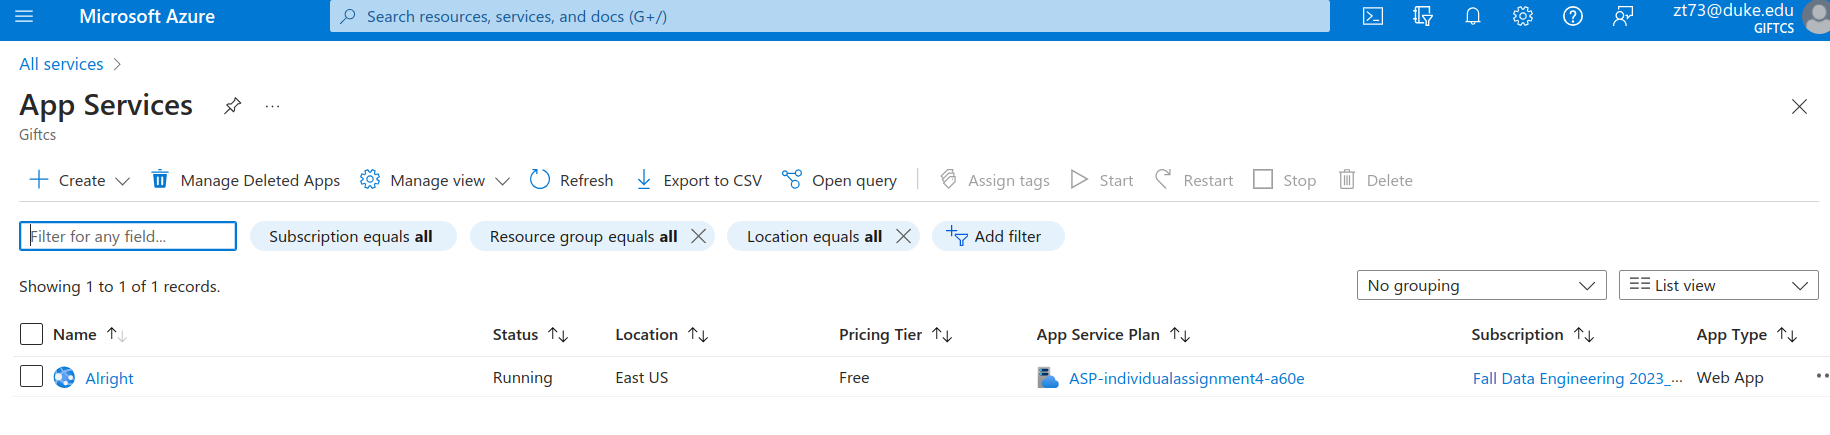 Microsoft Azure
Search resources, services, and docs (G+/)
zt73@duke.edu
GIFTCS
All services
App Services
Giftcs
Create
Manage Deleted Apps
Manage view
Refresh
Export to CSV
Open query
Assign tags
Start
Restart
Stop
Delete
Filter for any field...
Subscription equals all
Resource group equals all
Location equals all
Add filter
Showing 1 to 1 of 1 records.
No grouping
List view
Name Status Location Pricing Tier App Service Plan Subscription App Type
Alright Running East US Free ASP-individualassignment4-a60e Fall Data Engineering 2023_... Web App